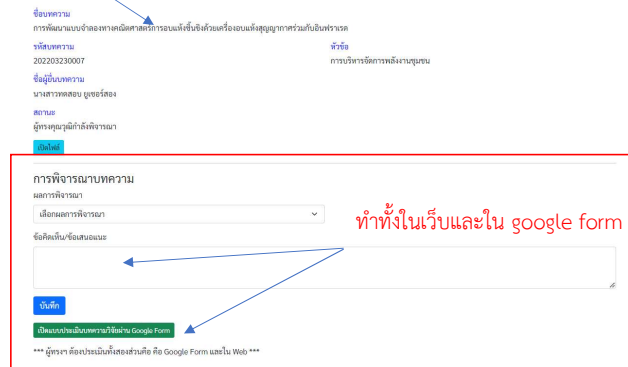 ชื่อบทความ
การพัฒนาแบบจำลองทางคณิตศาสตร์การอบแห้งชิ้นขิงด้วยเครื่องอบแห้งสุญญากาศร่วมกับอินฟราเรด
รหัสบทความ หัวข้อ
202203230007 การบริหารจัดการพลังงานชุมชน
ชื่อผู้ยื่นบทความ
นางสาวทดสอบ ยูเซอร์สอง
สถานะ
ผู้ทรงคุณวุฒิกำลังพิจารณา
เปิดไฟล์
การพิจารณาบทความ
ผลการพิจารณา
เลือกผลการพิจารณา
ทำทั้งในเว็บและใน google form
ข้อคิดเห็น/ข้อเสนอแนะ
บันทึก
เปิดแบบประเมินบทความวิจัยผ่าน Google Form
*** ผู้ทรงฯ ต้องประเมินทั้งสองส่วนคือ คือ Google Form และใน Web ***